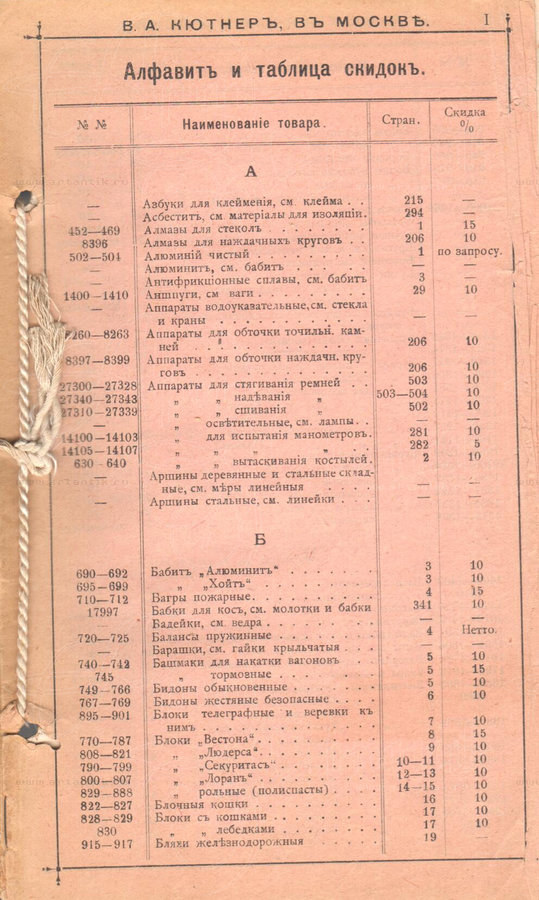 В. А. КЮТНЕРЪ, ВЪ МОСКВѢ. I
Алфавитъ и таблица скидокъ.
№ № Наименованіе товара. Стран. Скидка %
А
— Азбуки для клейменія, см. клейма . . 215 —
— Асбеститъ, см. матеріалы для изоляціи. 294 —
452—469 Алмазы для стеколъ . . . . . . . 1 15
8396 Алмазы для наждачныхъ круговъ . . 206 10
502—504 Алюминій чистый . . . . . . . . 1 по запросу.
— Алюминитъ, см. бабитъ . . . . . . — —
— Антифрикціонные сплавы, см. бабитъ 3 —
1400—1410 Аншпуги, см. ваги . . . . . . . . 29 10
— Аппараты водоуказательные, см. стекла
и краны . . . . . . . . . . — —
8260—8263 Аппараты для обточки точильн. кам-
ней . . . . . . . . . . . 206 10
8397—8399 Аппараты для обточки наждачн. кру-
говъ . . . . . . . . . . . 206 10
27300—27328 Аппараты для стягиванія ремней . . 503 10
27340—27343 „ „ надѣванія „ 503—504 10
27310—27339 „ „ сшиванія „ 502 10
— „ освѣтительные, см. лампы. . — —
14100—14103 „ для испытанія манометровъ. 281 10
14105—14107 „ „ „ „ . . 282 5
630—640 „ „ вытаскиванія костылей. 2 10
— Аршины деревянные и стальные склад-
ные, см. мѣры линейныя . . . . — —
— Аршины стальные, см. линейки . . . — —
Б
690—692 Бабитъ „Алюминитъ“ . . . . . . . 3 10
695—699 „ „Хойтъ“ . . . . . . . . 3 10
710—712 Багры пожарные. . . . . . . . . 4 15
17997 Бабки для косъ, см. молотки и бабки 341 10
— Бадейки, см. ведра . . . . . . . . — —
720—725 Балансы пружинные . . . . . . . 4 Нетто.
— Барашки, см. гайки крыльчатыя . . . — —
740—742 Башмаки для накатки вагоновъ . . . 5 10
745 „ тормовные . . . . . . . 5 15
749—766 Бидоны обыкновенные . . . . . . . 5 10
767—769 Бидоны жестяные безопасные . . . . 6 10
895—901 Блоки телеграфные и веревки къ
нимъ . . . . . . . . . . . 7 10
770—787 Блоки „Вестона“ . . . . . . . . . 8 15
808—821 „ „Людерса“ . . . . . . . . 9 10
790—799 „ „Секуритасъ“ . . . . . . . 10—11 10
800—807 „ „Лоранъ“ . . . . . . . . 12—13 10
829—888 „ рольные (полиспасты) . . . . 14—15 10
822—827 Блочныя кошки . . . . . . . . . 16 10
828—829 Блоки съ кошками . . . . . . . . 17 10
830 „ „ лебедками . . . . . . . 17 10
915—917 Бляхи желѣзнодорожныя . . . . . 19 —